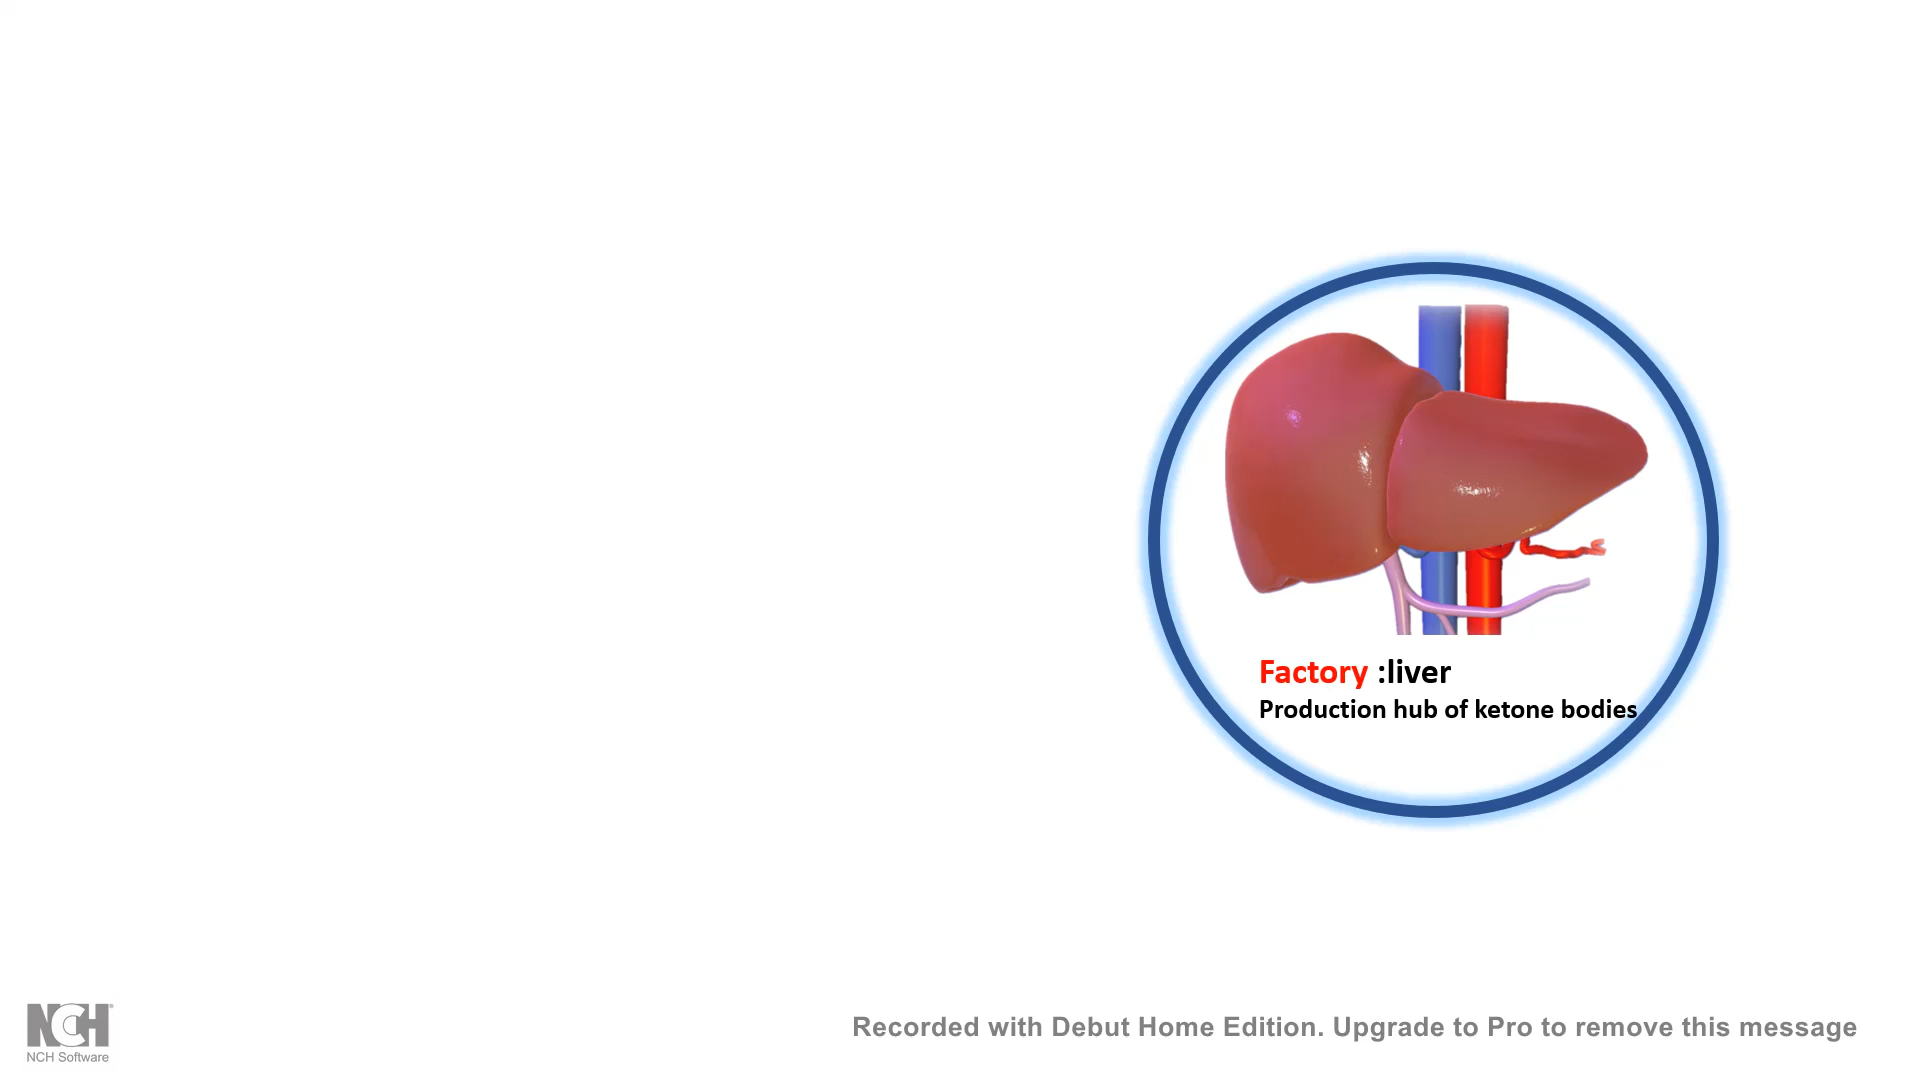 Factory :liver
Production hub of ketone bodies
NCH
NCH Software
Recorded with Debut Home Edition. Upgrade to Pro to remove this message